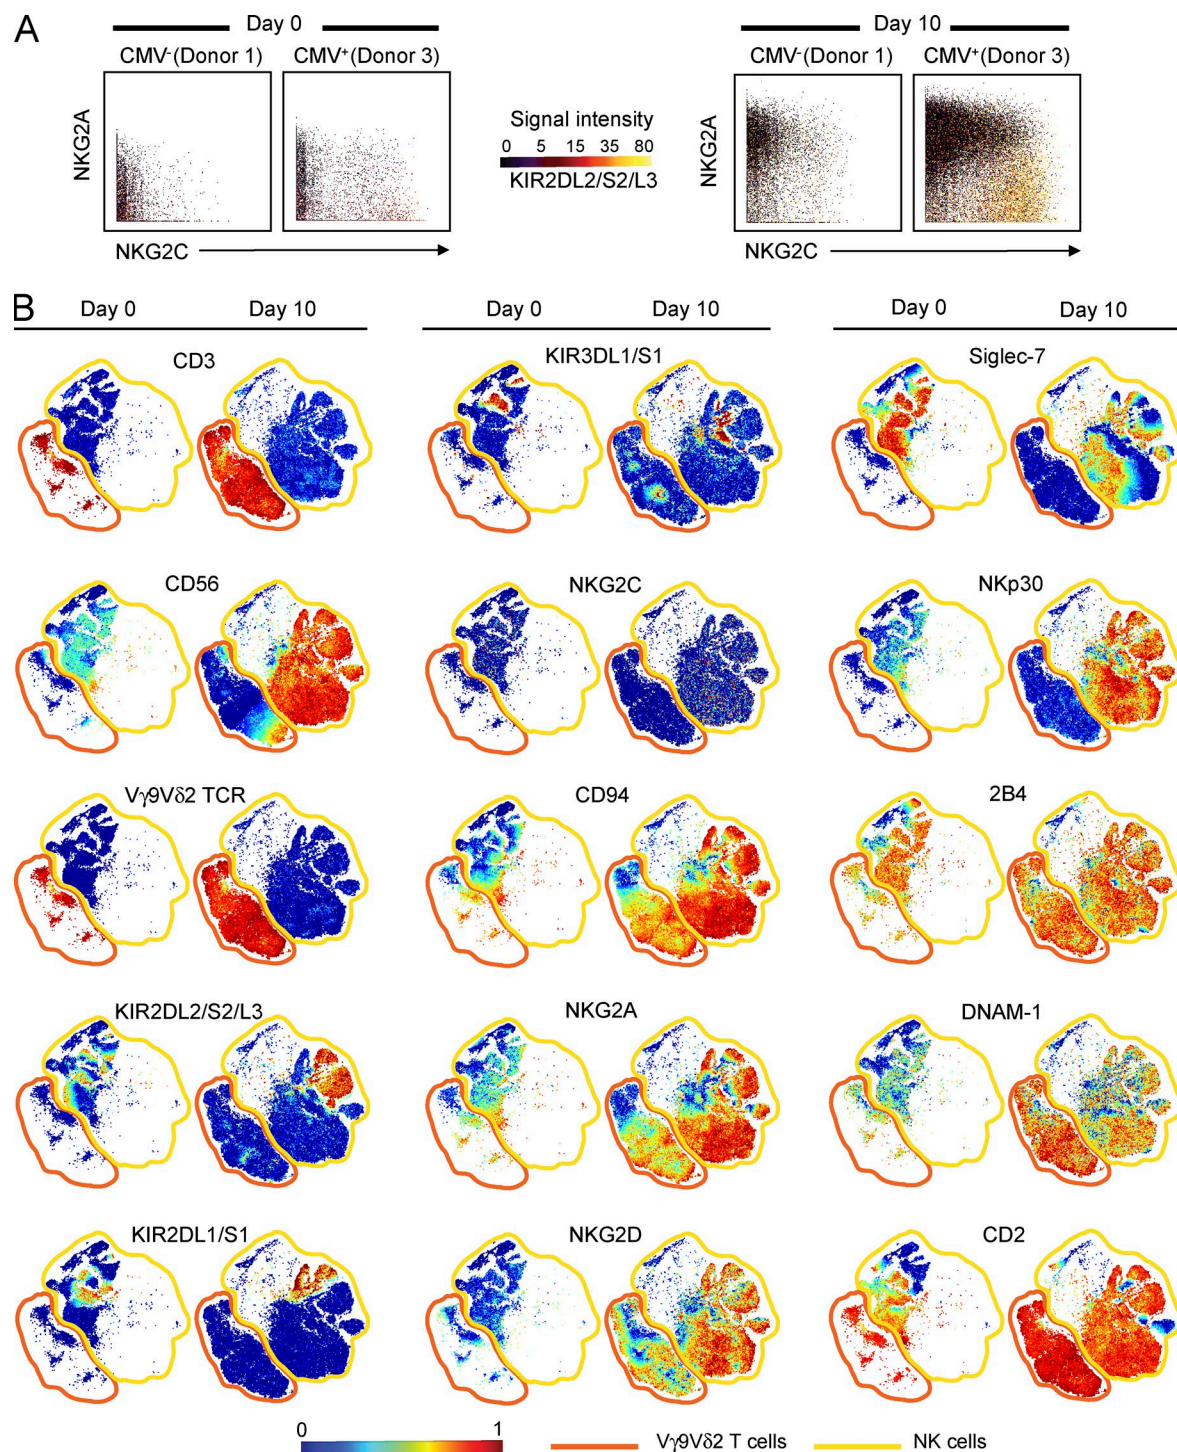 A
Day 0
Day 10
CMV⁻(Donor 1)
CMV⁺(Donor 3)
CMV⁻(Donor 1)
CMV⁺(Donor 3)
NKG2A
Signal intensity
0 5 15 35 80
KIR2DL2/S2/L3
NKG2A
NKG2C
NKG2C
B
Day 0
Day 10
Day 0
Day 10
Day 0
Day 10
CD3
KIR3DL1/S1
Siglec-7
CD56
NKG2C
NKp30
Vγ9Vδ2 TCR
CD94
2B4
KIR2DL2/S2/L3
NKG2A
DNAM-1
KIR2DL1/S1
NKG2D
CD2
0
1
Vγ9Vδ2 T cells
NK cells